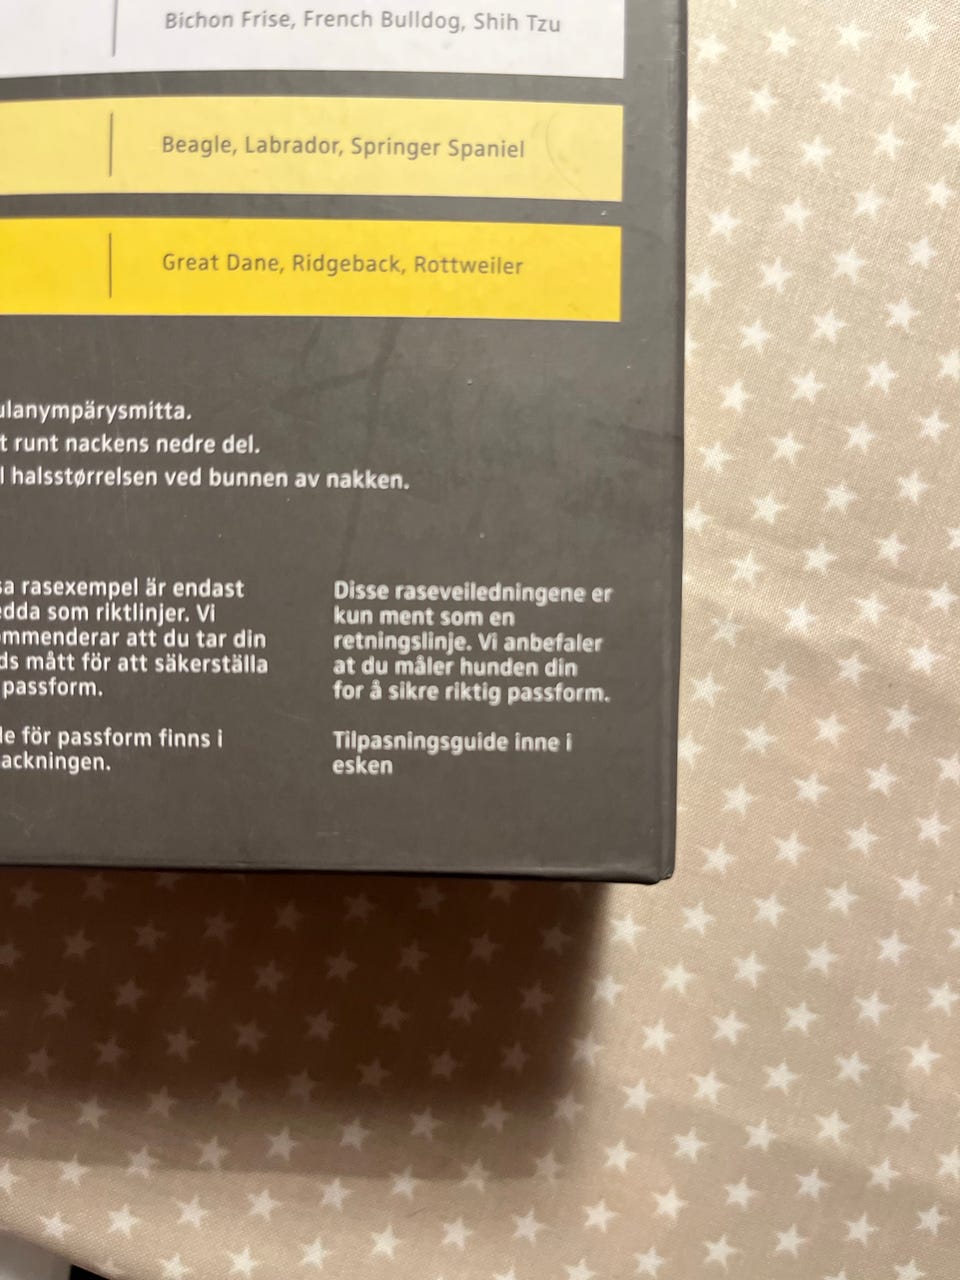 Bichon Frise, French Bulldog, Shih Tzu
Beagle, Labrador, Springer Spaniel
Great Dane, Ridgeback, Rottweiler
ulanympärysmitta.
t runt nackens nedre del.
l halsstørrelsen ved bunnen av nakken.
sa rasexempel är endast
edda som riktlinjer. Vi
ommenderar att du tar din
ds mått för att säkerställa
passform.
de för passform finns i
ackningen.
Disse raseveiledningene er
kun ment som en
retningslinje. Vi anbefaler
at du måler hunden din
for å sikre riktig passform.
Tilpasningsguide inne i
esken